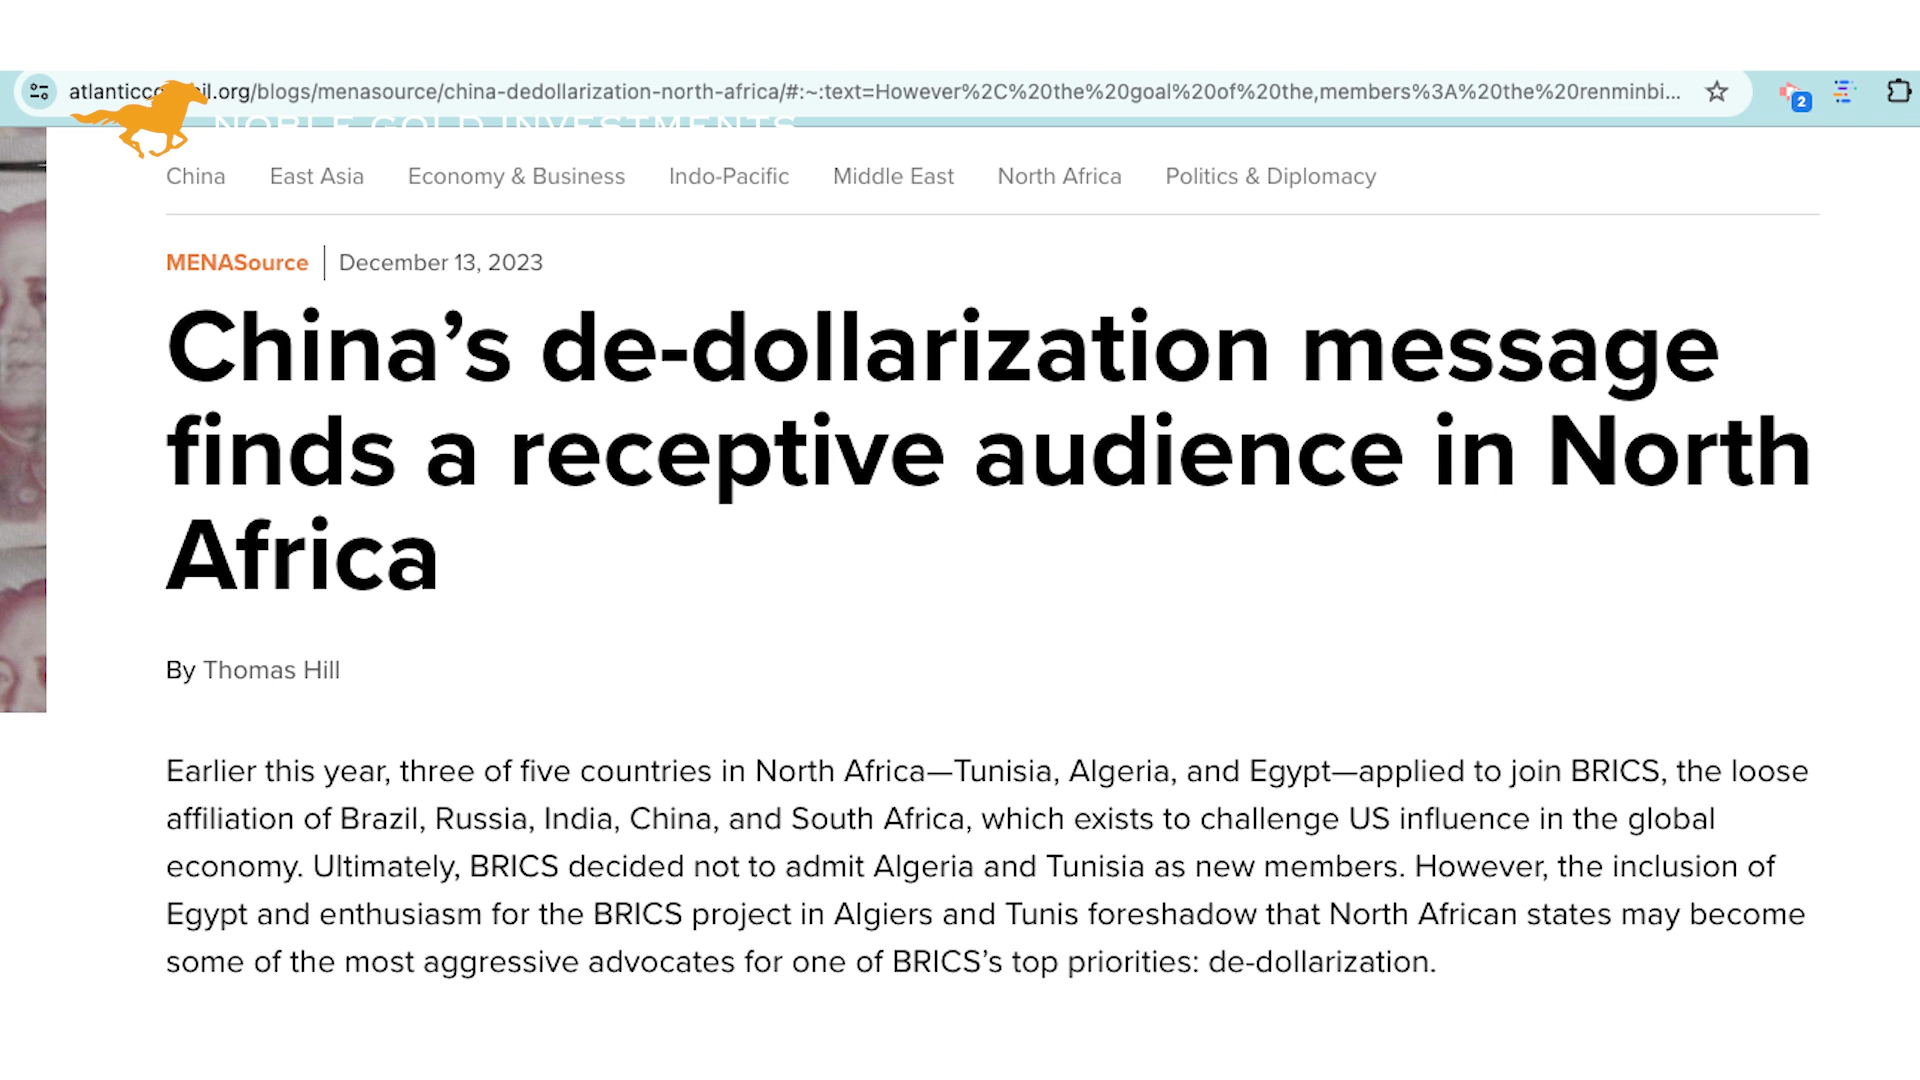 atlanticco il.org/blogs/menasource/china-dedollarization-north-africa/#:~:text=However%2C%20the%20goal%20of%20the,members%3A%20the%20renminbi...
2
NOBLE GOLD INVESTMENTS
China East Asia Economy & Business Indo-Pacific Middle East North Africa Politics & Diplomacy
MENASource | December 13, 2023
China’s de-dollarization message
finds a receptive audience in North
Africa
By Thomas Hill
Earlier this year, three of five countries in North Africa—Tunisia, Algeria, and Egypt—applied to join BRICS, the loose
affiliation of Brazil, Russia, India, China, and South Africa, which exists to challenge US influence in the global
economy. Ultimately, BRICS decided not to admit Algeria and Tunisia as new members. However, the inclusion of
Egypt and enthusiasm for the BRICS project in Algiers and Tunis foreshadow that North African states may become
some of the most aggressive advocates for one of BRICS’s top priorities: de-dollarization.